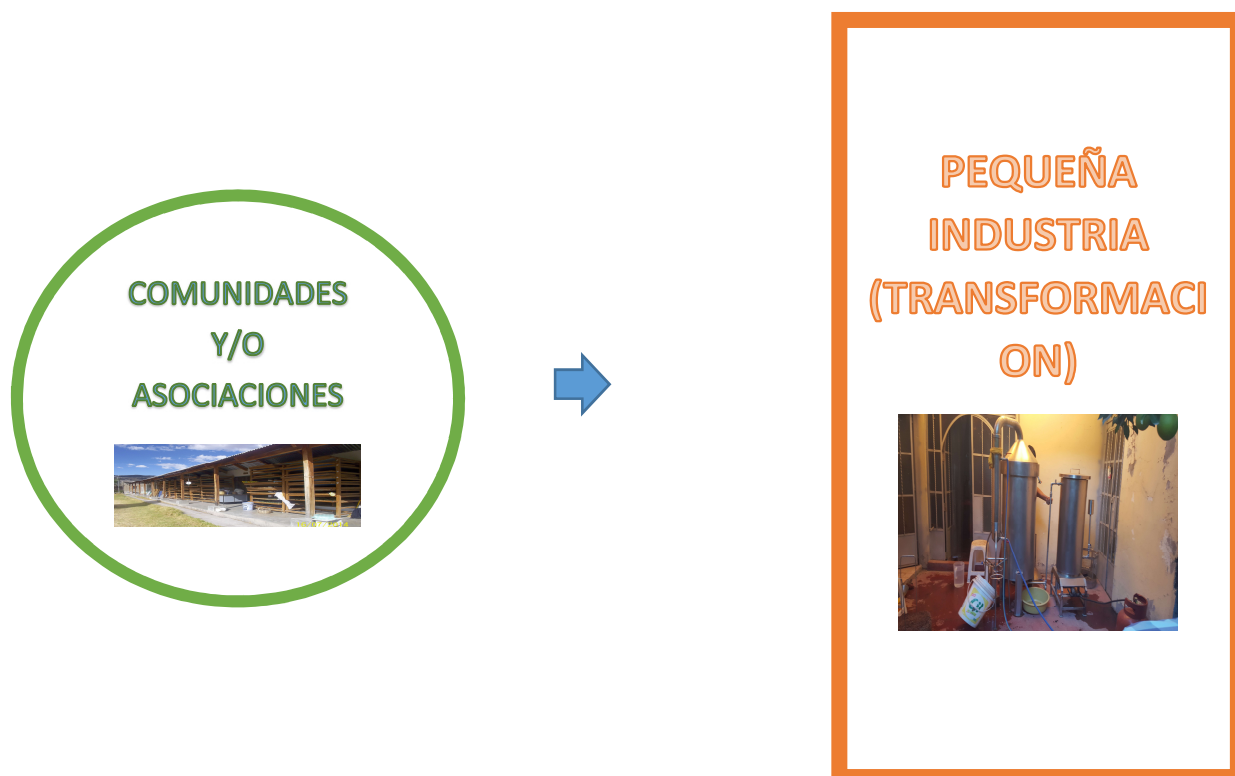 COMUNIDADES
Y/O
ASOCIACIONES
PEQUEÑA
INDUSTRIA
(TRANSFORMACI
ON)